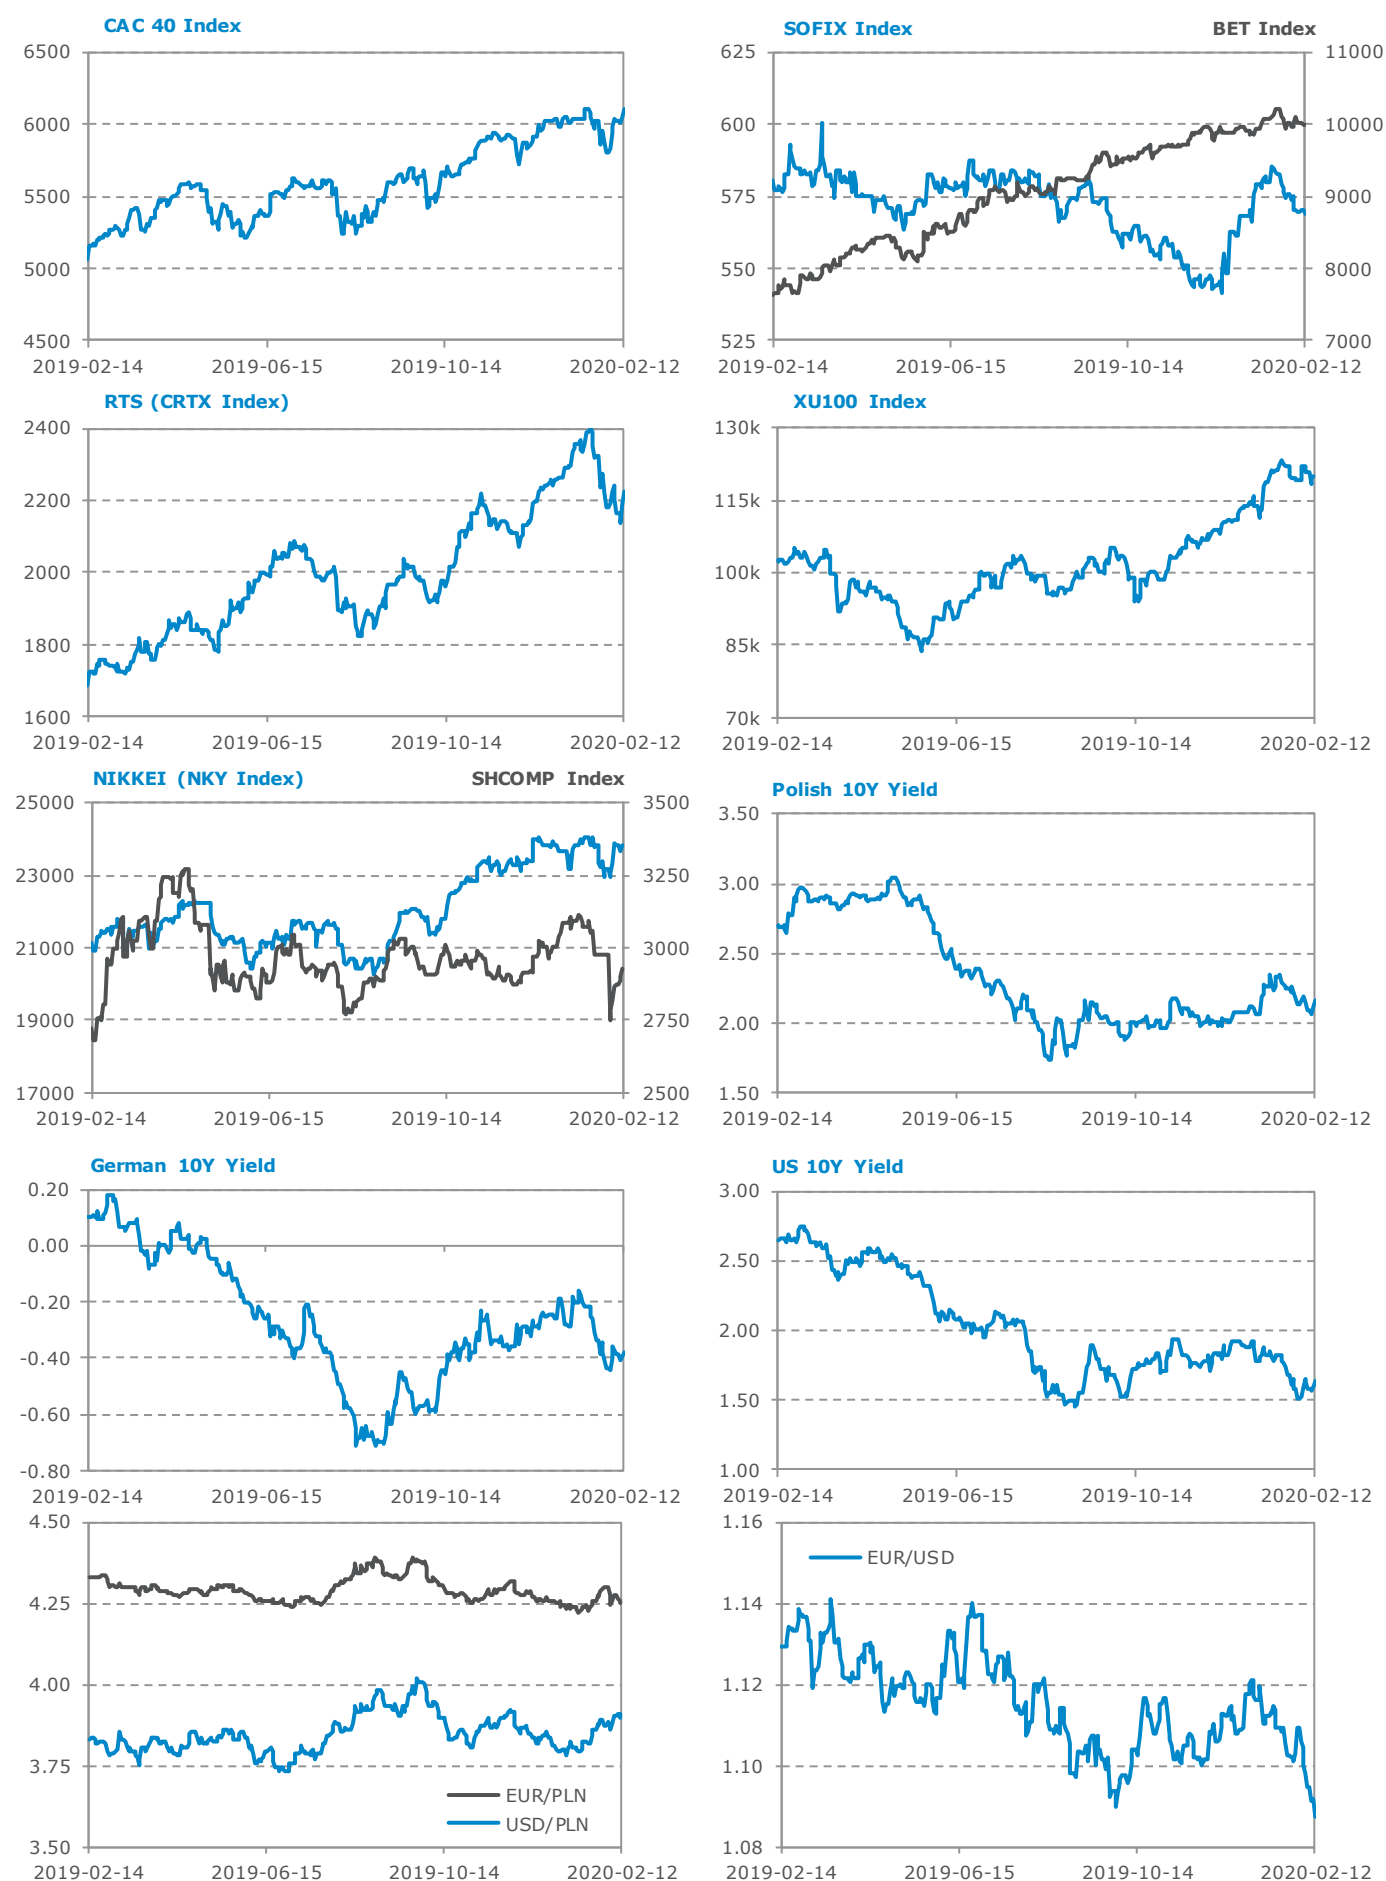 CAC 40 Index
6500
6000
5500
5000
4500
2019-02-14 2019-06-15 2019-10-14 2020-02-12
SOFIX Index BET Index
625 11000
600 10000
575 9000
550 8000
525 7000
2019-02-14 2019-06-15 2019-10-14 2020-02-12
RTS (CRTX Index)
2400
2200
2000
1800
1600
2019-02-14 2019-06-15 2019-10-14 2020-02-12
XU100 Index
130k
115k
100k
85k
70k
2019-02-14 2019-06-15 2019-10-14 2020-02-12
NIKKEI (NKY Index) SHCOMP Index
25000 3500
23000 3250
21000 3000
19000 2750
17000 2500
2019-02-14 2019-06-15 2019-10-14 2020-02-12
Polish 10Y Yield
3.50
3.00
2.50
2.00
1.50
2019-02-14 2019-06-15 2019-10-14 2020-02-12
German 10Y Yield
0.20
0.00
-0.20
-0.40
-0.60
-0.80
2019-02-14 2019-06-15 2019-10-14 2020-02-12
US 10Y Yield
3.00
2.50
2.00
1.50
1.00
2019-02-14 2019-06-15 2019-10-14 2020-02-12
4.50
4.25
4.00
3.75
EUR/PLN
USD/PLN
3.50
2019-02-14 2019-06-15 2019-10-14 2020-02-12
1.16
EUR/USD
1.14
1.12
1.10
1.08
2019-02-14 2019-06-15 2019-10-14 2020-02-12